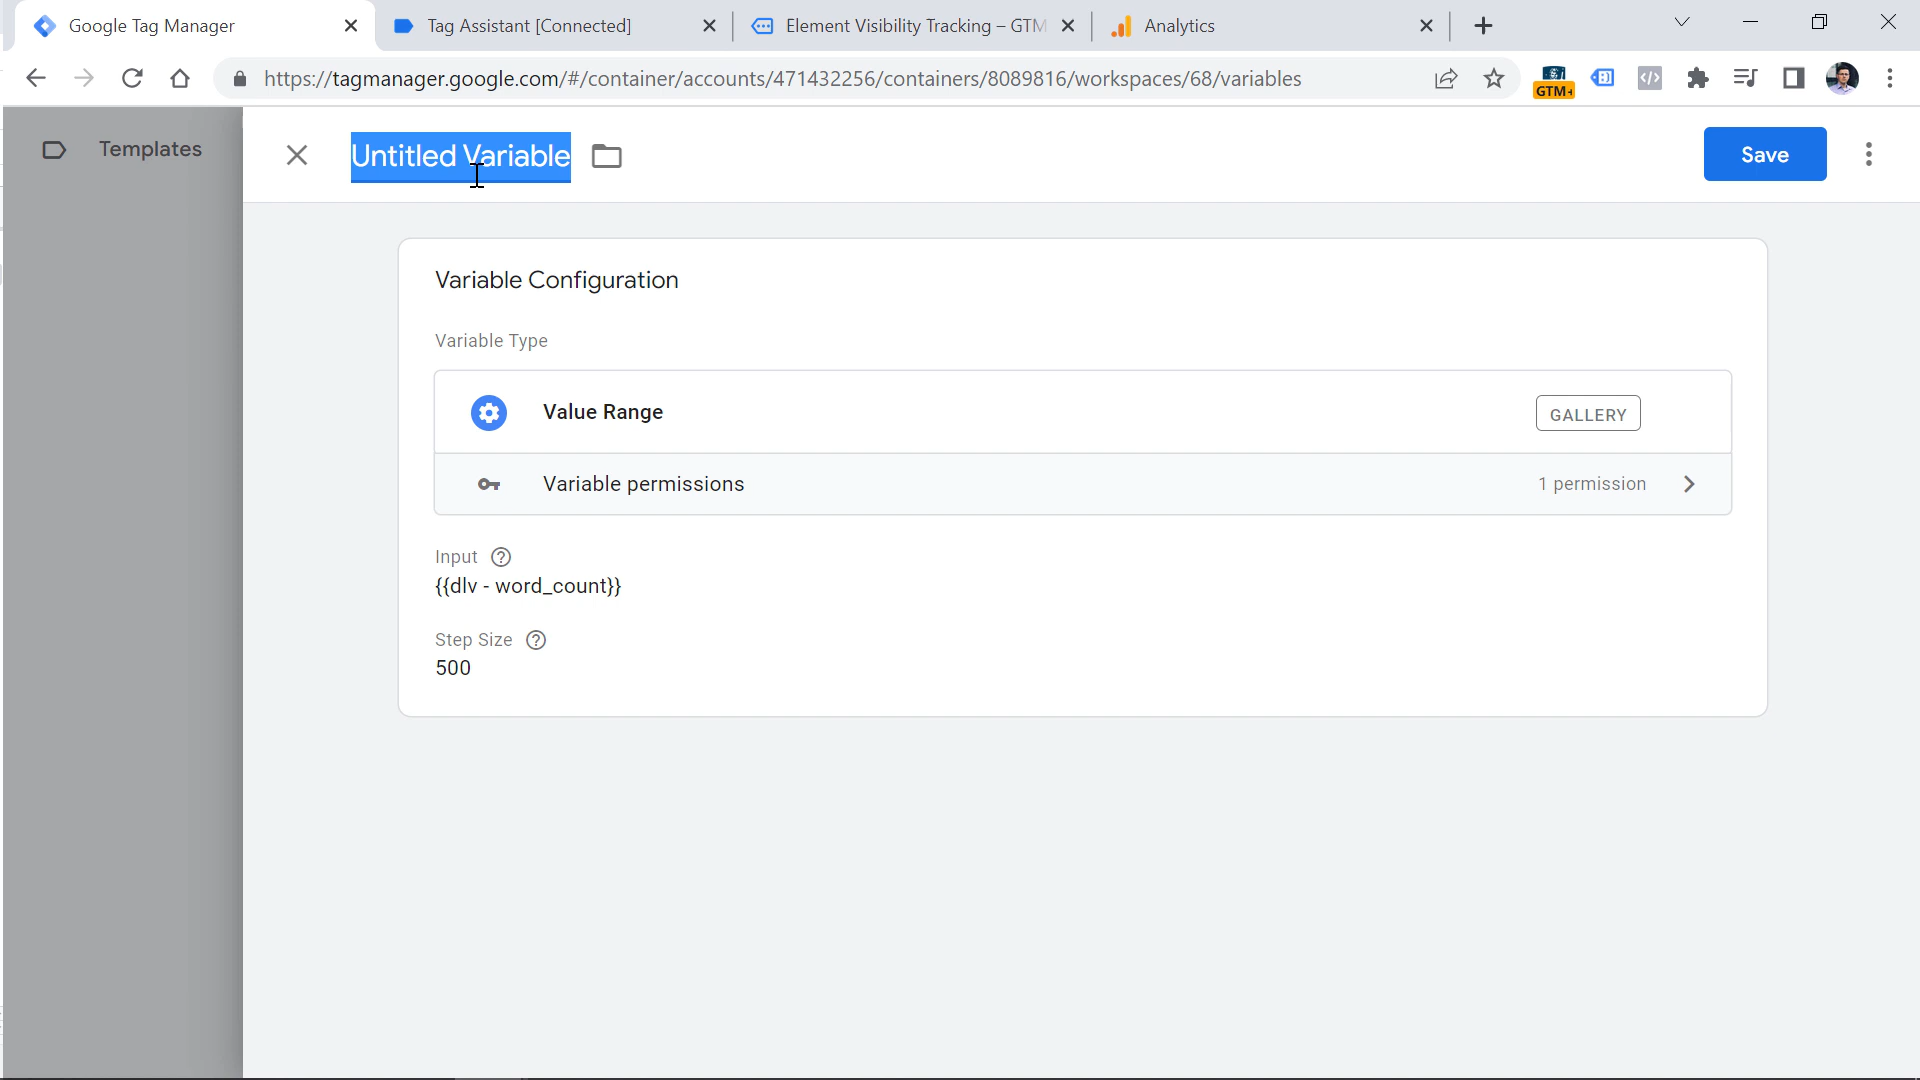 Google Tag Manager
Tag Assistant [Connected]
Element Visibility Tracking – GTM
Analytics
https://tagmanager.google.com/#/container/accounts/471432256/containers/8089816/workspaces/68/variables
GTM+
Templates
Untitled Variable
Save
Variable Configuration
Variable Type
Value Range
GALLERY
Variable permissions
1 permission
Input
{{dlv - word_count}}
Step Size
500